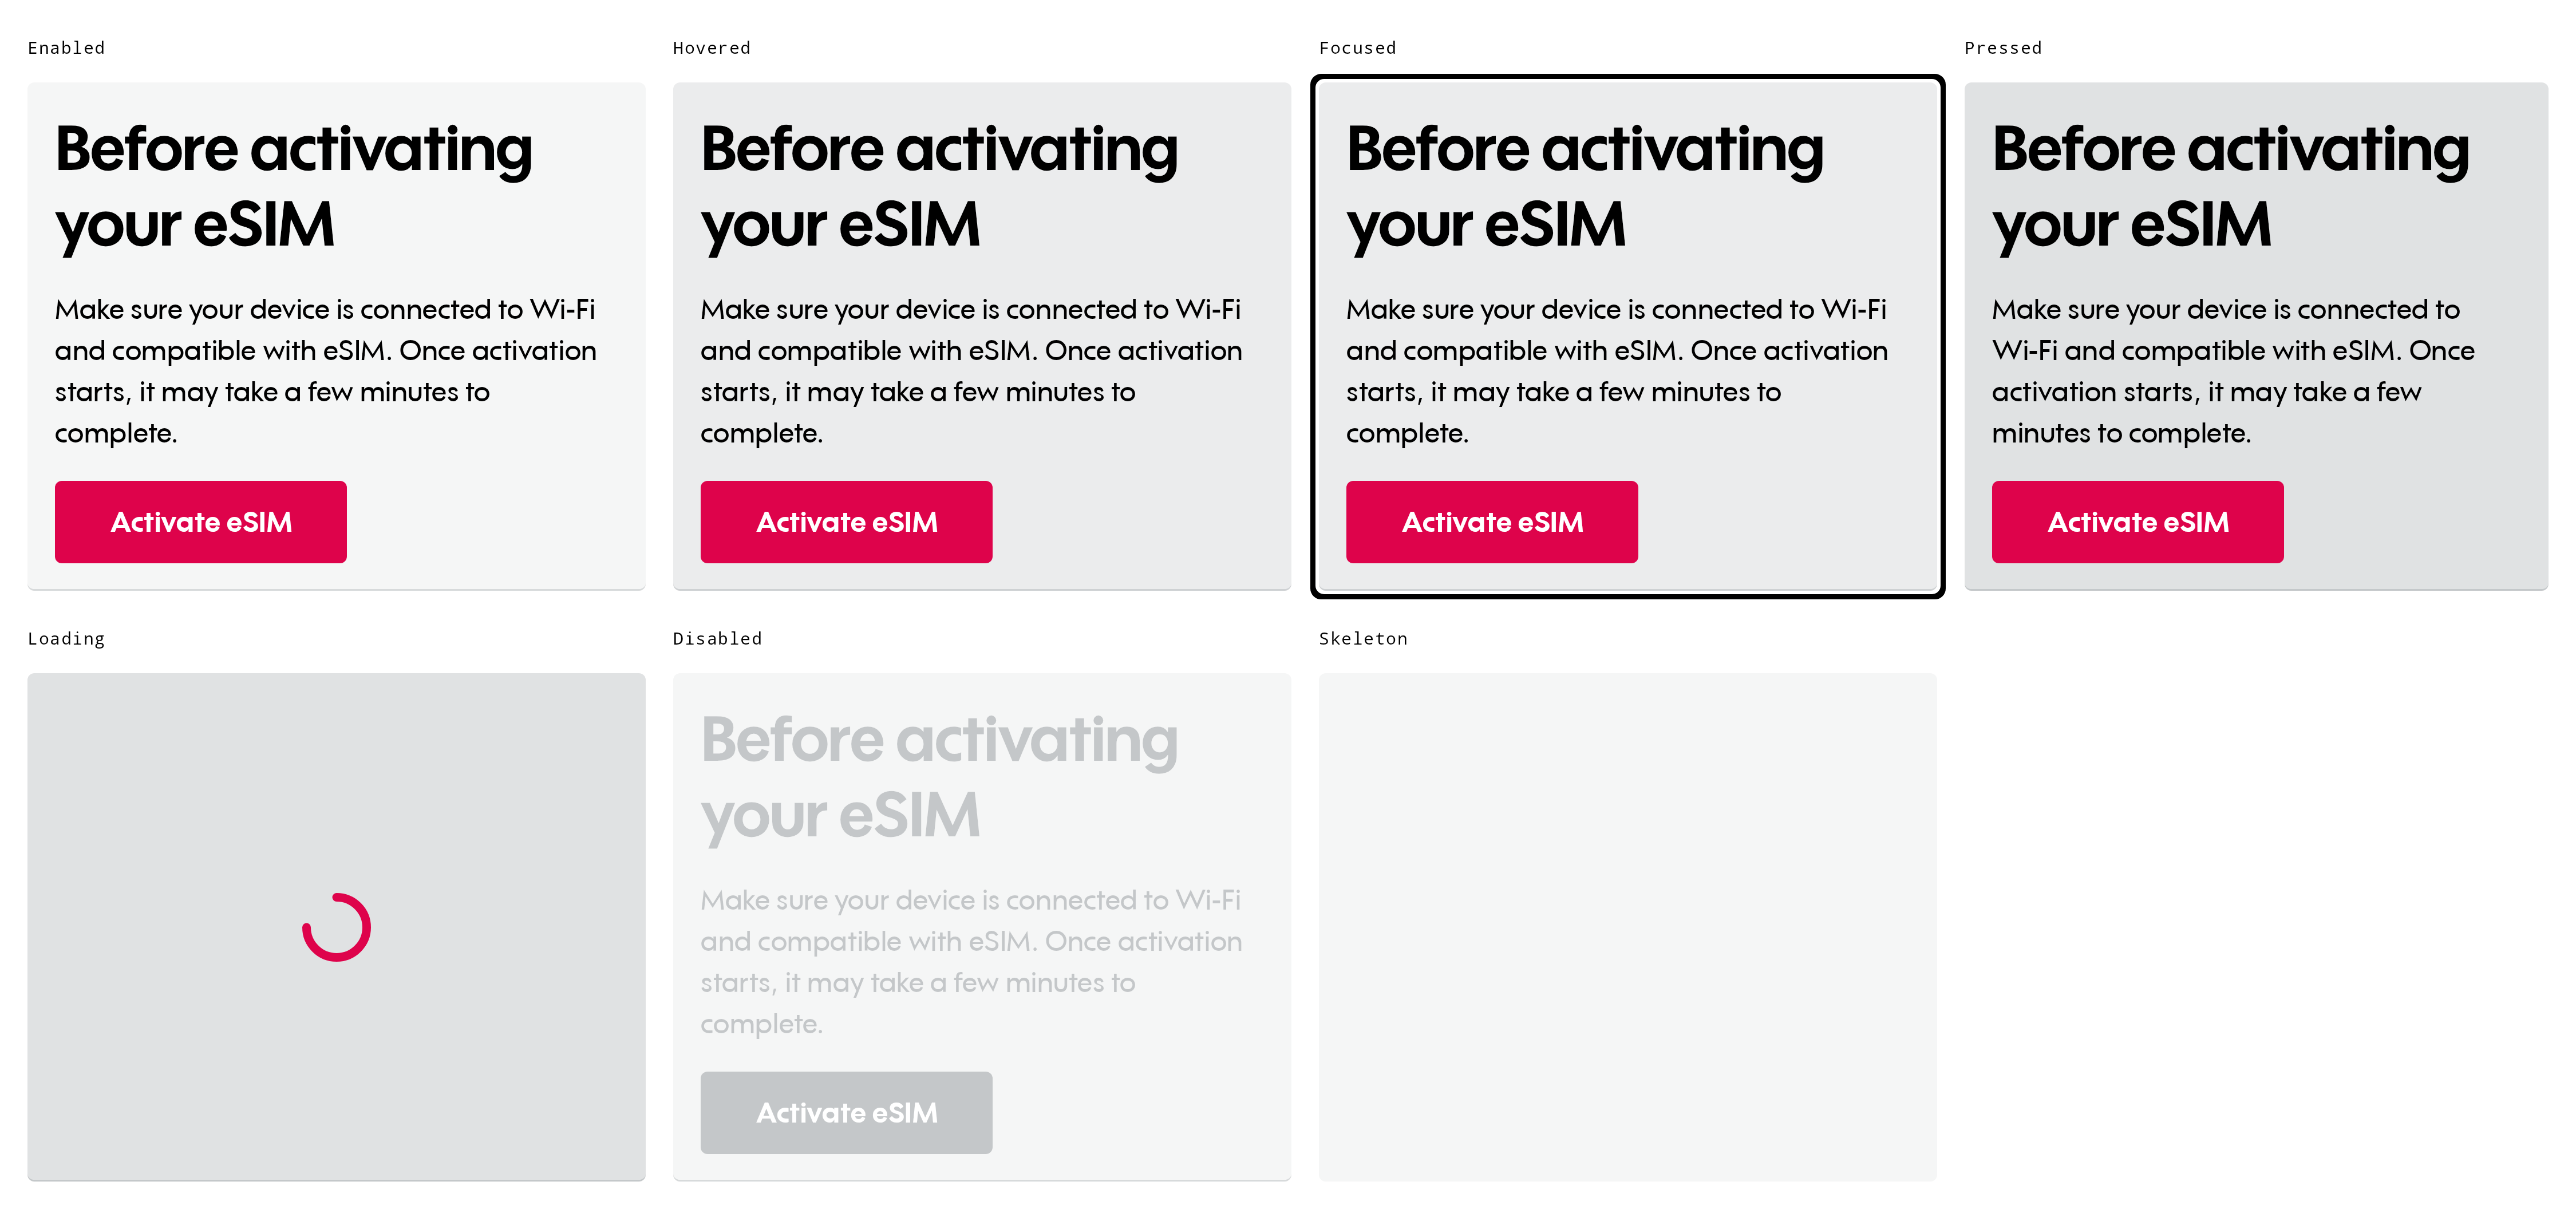 Enabled
Before activating
your eSIM
Make sure your device is connected to Wi-Fi
and compatible with eSIM. Once activation
starts, it may take a few minutes to
complete.
Activate eSIM
Hovered
Before activating
your eSIM
Make sure your device is connected to Wi-Fi
and compatible with eSIM. Once activation
starts, it may take a few minutes to
complete.
Activate eSIM
Focused
Before activating
your eSIM
Make sure your device is connected to Wi-Fi
and compatible with eSIM. Once activation
starts, it may take a few minutes to
complete.
Activate eSIM
Pressed
Before activating
your eSIM
Make sure your device is connected to
Wi-Fi and compatible with eSIM. Once
activation starts, it may take a few
minutes to complete.
Activate eSIM
Loading
Disabled
Before activating
your eSIM
Make sure your device is connected to Wi-Fi
and compatible with eSIM. Once activation
starts, it may take a few minutes to
complete.
Activate eSIM
Skeleton